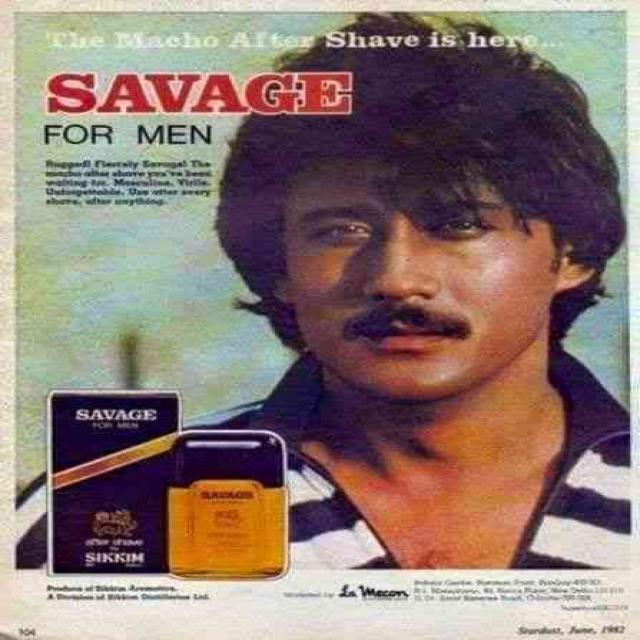 The Macho After Shave is here...
SAVAGE
FOR MEN
Rugged! Fiercely Savage! The
macho after shave you've been
waiting for. Masculine. Virile.
Unforgettable. Use after every
shave, after anything.
SAVAGE
FOR MEN
after shave
SIKKIM
SAVAGE
Products of Sikkim Aromatics.
A Division of Sikkim Distilleries Ltd.
Marketed by La Mecon
104
Stardust, June, 1982